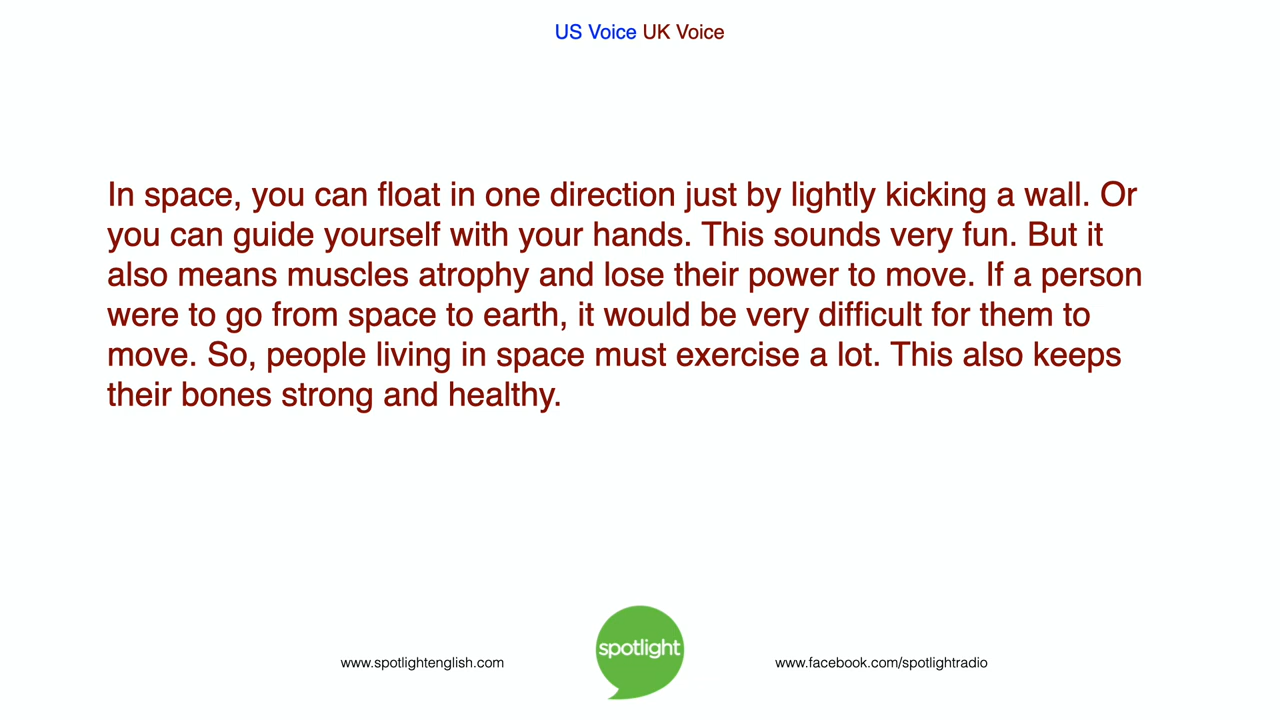 US Voice UK Voice
In space, you can float in one direction just by lightly kicking a wall. Or
you can guide yourself with your hands. This sounds very fun. But it
also means muscles atrophy and lose their power to move. If a person
were to go from space to earth, it would be very difficult for them to
move. So, people living in space must exercise a lot. This also keeps
their bones strong and healthy.
spotlight
www.spotlightenglish.com
www.facebook.com/spotlightradio